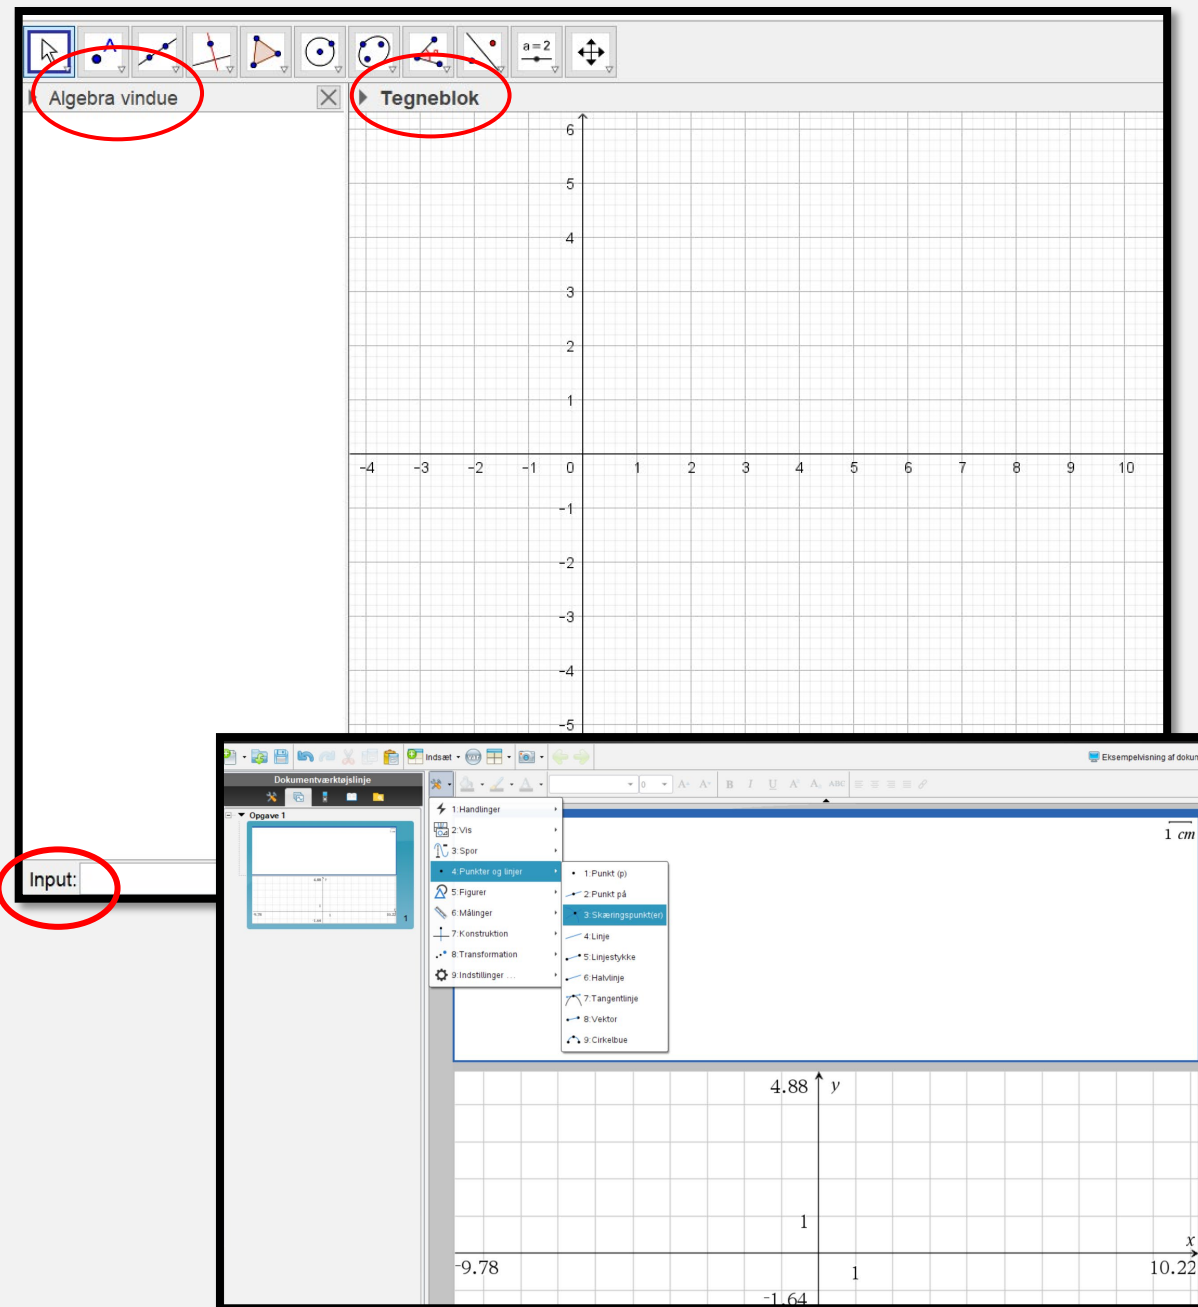 A
a = 2
Algebra vindue
Tegneblok
6
5
4
3
2
1
-4 -3 -2 -1 0 1 2 3 4 5 6 7 8 9 10
-1
-2
-3
-4
-5
Input:
Indsæt
Eksempelvisning af dokum
Dokumentværktøjslinje
0
B I U
Opgave 1
1
1:Handlinger
2:Vis
3:Spor
4:Punkter og linjer
5:Figurer
6:Målinger
7:Konstruktion
8:Transformation
9:Indstillinger ...
1:Punkt (p)
2:Punkt på
3:Skæringspunkt(er)
4:Linje
5:Linjestykke
6:Halvlinje
7:Tangentlinje
8:Vektor
9:Cirkelbue
1 cm
4.88 y
1
x
-9.78 1 10.22
-1.64